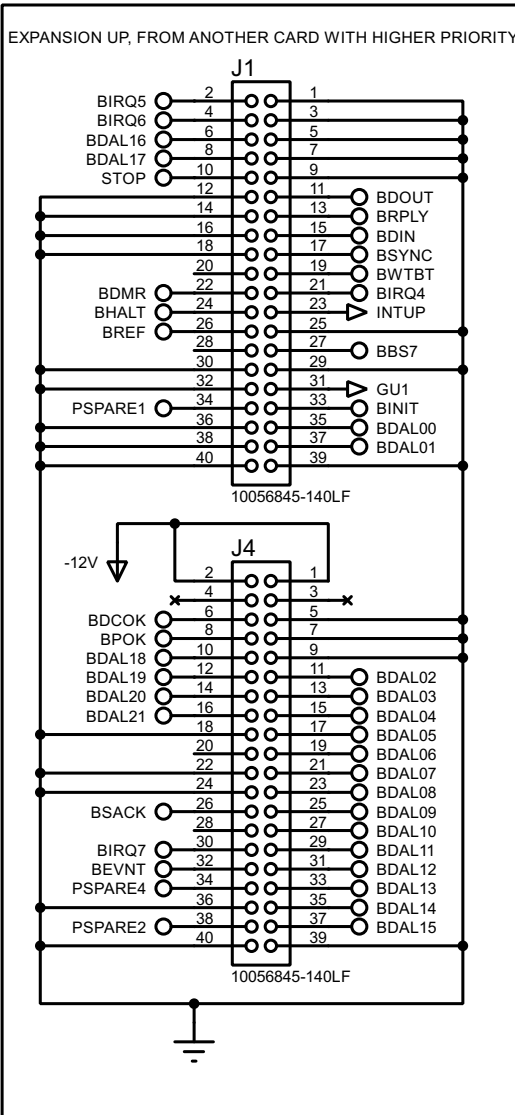 EXPANSION UP, FROM ANOTHER CARD WITH HIGHER PRIORITY
J1
BIRQ5 2 1
BIRQ6 4 3
BDAL16 6 5
BDAL17 8 7
STOP 10 9
12 11 BDOUT
14 13 BRPLY
16 15 BDIN
18 17 BSYNC
20 19 BWTBT
BDMR 22 21 BIRQ4
BHALT 24 23 INTUP
BREF 26 25
28 27 BBS7
30 29
32 31 GU1
PSPARE1 34 33 BINIT
36 35 BDAL00
38 37 BDAL01
40 39
10056845-140LF
J4
-12V
2 1
4 3
BDCOK 6 5
BPOK 8 7
BDAL18 10 9
BDAL19 12 11 BDAL02
BDAL20 14 13 BDAL03
BDAL21 16 15 BDAL04
18 17 BDAL05
20 19 BDAL06
22 21 BDAL07
24 23 BDAL08
BSACK 26 25 BDAL09
28 27 BDAL10
BIRQ7 30 29 BDAL11
BEVNT 32 31 BDAL12
PSPARE4 34 33 BDAL13
36 35 BDAL14
PSPARE2 38 37 BDAL15
40 39
10056845-140LF